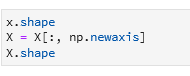 x.shape
X = X[:, np.newaxis]
X.shape